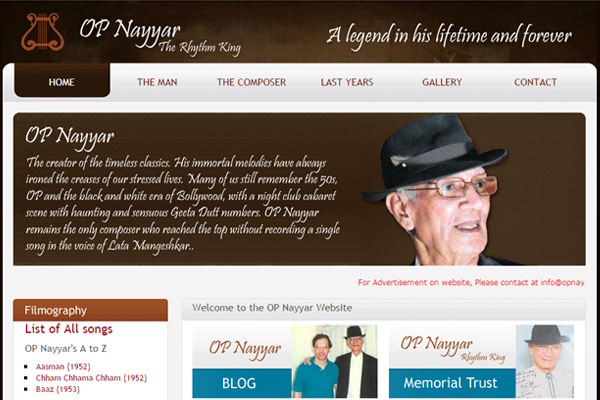 OP Nayyar
The Rhythm King
A legend in his lifetime and forever
HOME THE MAN THE COMPOSER LAST YEARS GALLERY CONTACT
OP Nayyar
The creator of the timeless classics. His immortal melodies have always
ironed the creases of our stressed lives. Many of us still remember the 50s,
OP and the black and white era of Bollywood, with a night club cabaret
scene with haunting and sensuous Geeta Dutt numbers. OP Nayyar
remains the only composer who reached the top without recording a single
song in the voice of Lata Mangeshkar..
For Advertisement on website, Please contact at info@opnay
Filmography
List of All songs
OP Nayyar's A to Z
Aasman (1952)
Chham Chhama Chham (1952)
Baaz (1953)
Welcome to the OP Nayyar Website
OP Nayyar
BLOG
OP Nayyar
Rhythm King
Memorial Trust